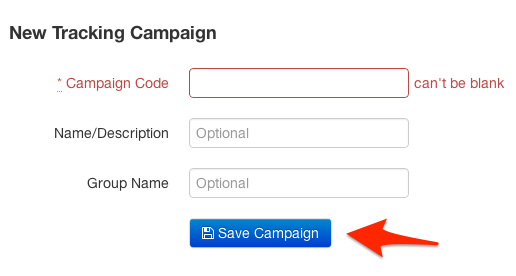 New Tracking Campaign
* Campaign Code can't be blank
Name/Description Optional
Group Name Optional
Save Campaign